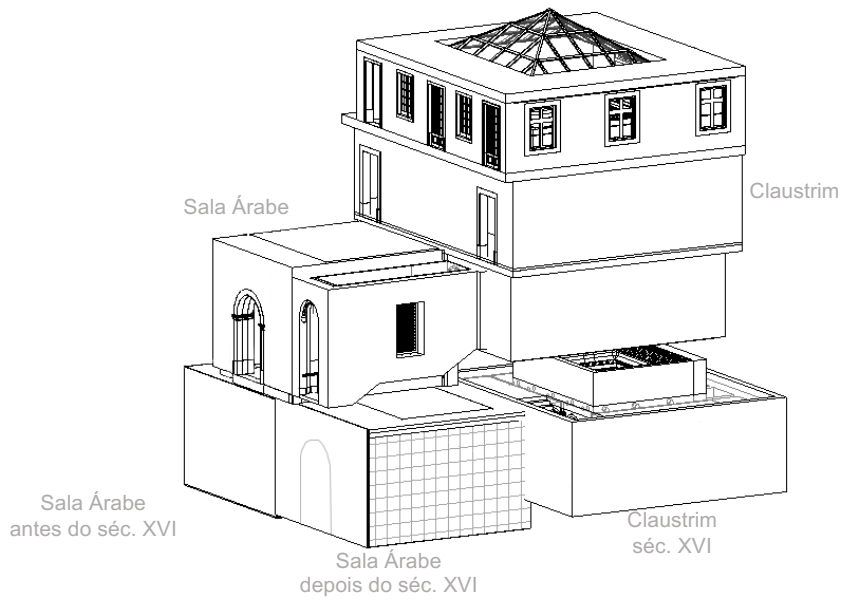 Sala Árabe
Claustrim
Sala Árabe
antes do séc. XVI
Sala Árabe
depois do séc. XVI
Claustrim
séc. XVI